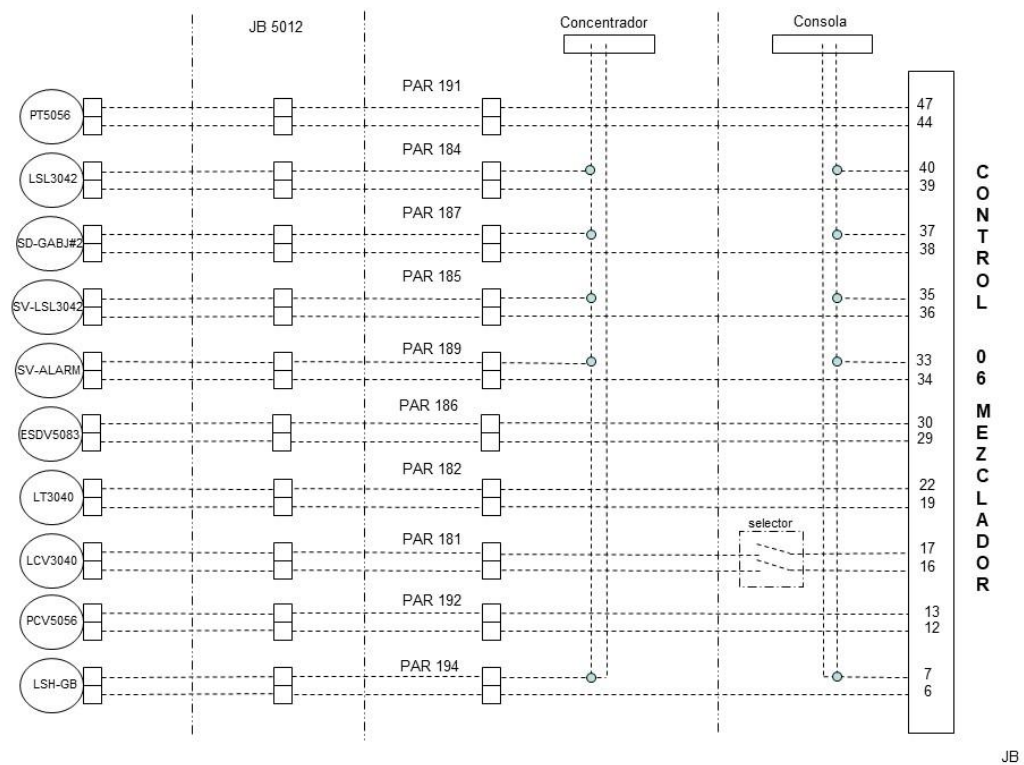 JB 5012
Concentrador
Consola
PT5056
PAR 191
47
44
LSL3042
PAR 184
40
39
SD-GABJ#2
PAR 187
37
38
SV-LSL3042
PAR 185
35
36
SV-ALARM
PAR 189
33
34
ESDV5083
PAR 186
30
29
LT3040
PAR 182
22
19
selector
LCV3040
PAR 181
17
16
PCV5056
PAR 192
13
12
LSH-GB
PAR 194
7
6
CONTROL 06 MEZCLADOR
JB